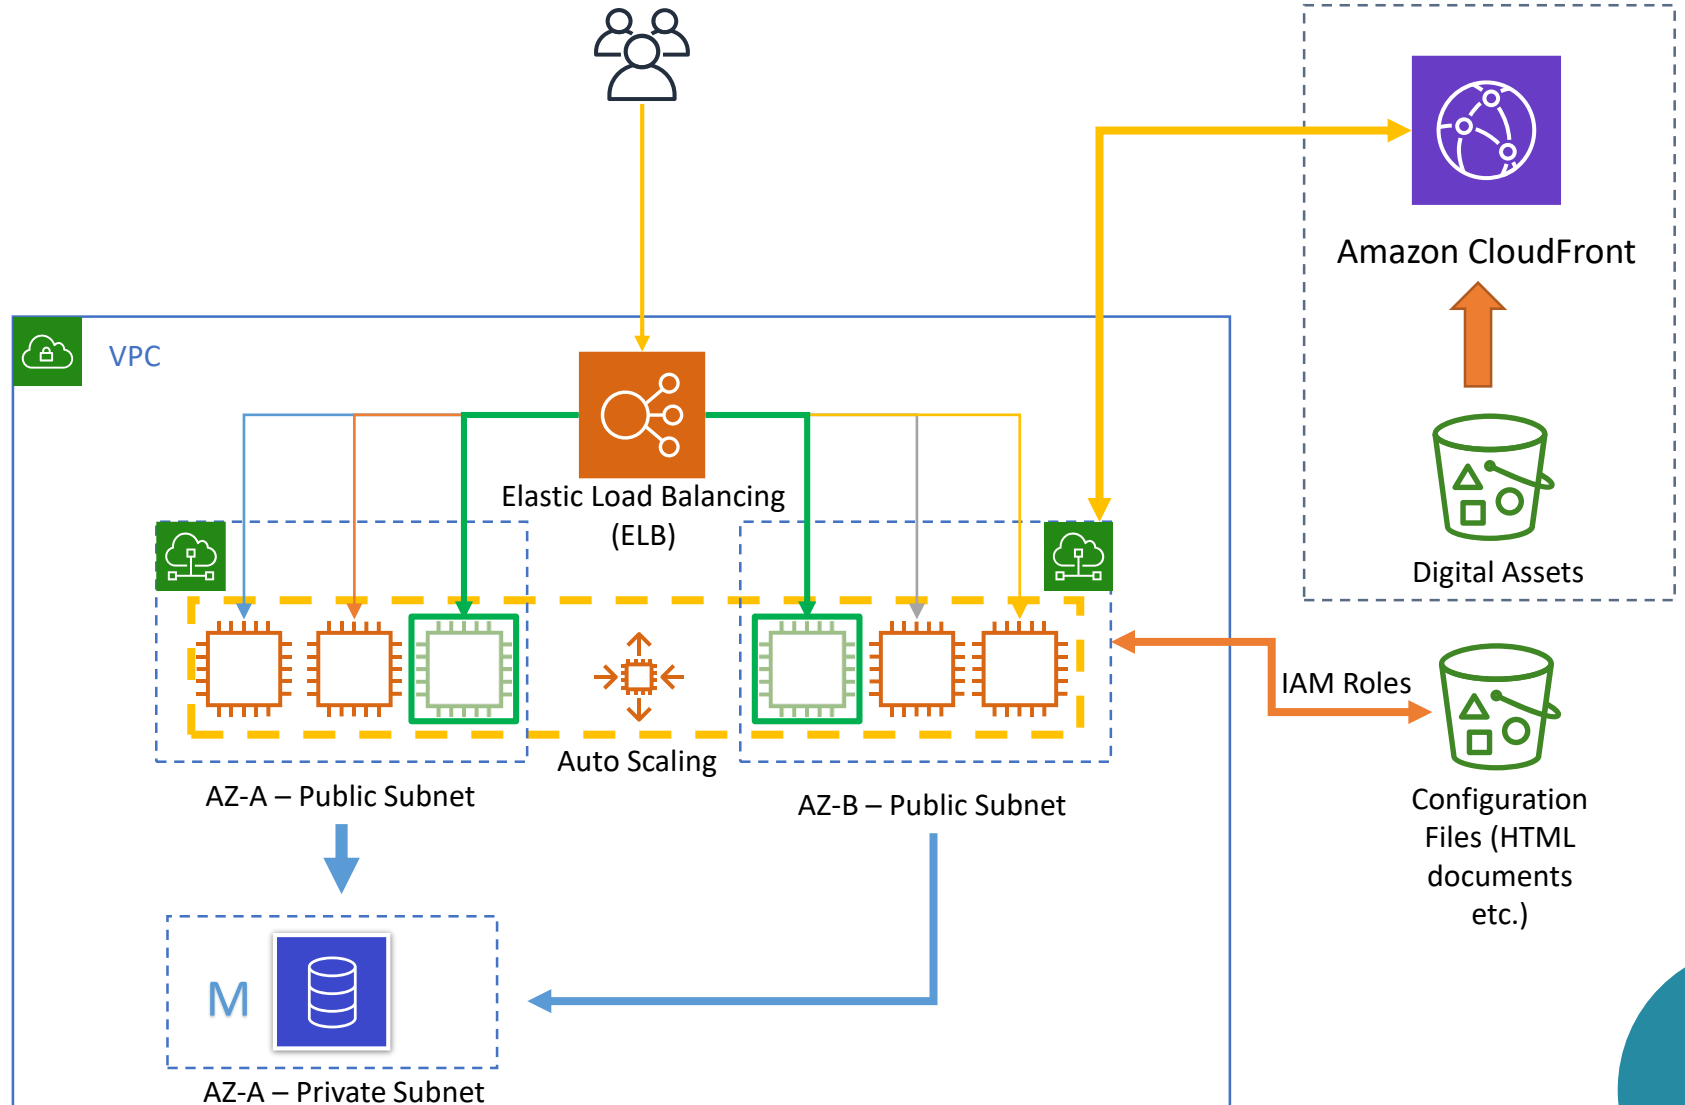 Amazon CloudFront
VPC
Elastic Load Balancing
(ELB)
Digital Assets
IAM Roles
Auto Scaling
AZ-A – Public Subnet
AZ-B – Public Subnet
Configuration
Files (HTML
documents
etc.)
M
AZ-A – Private Subnet